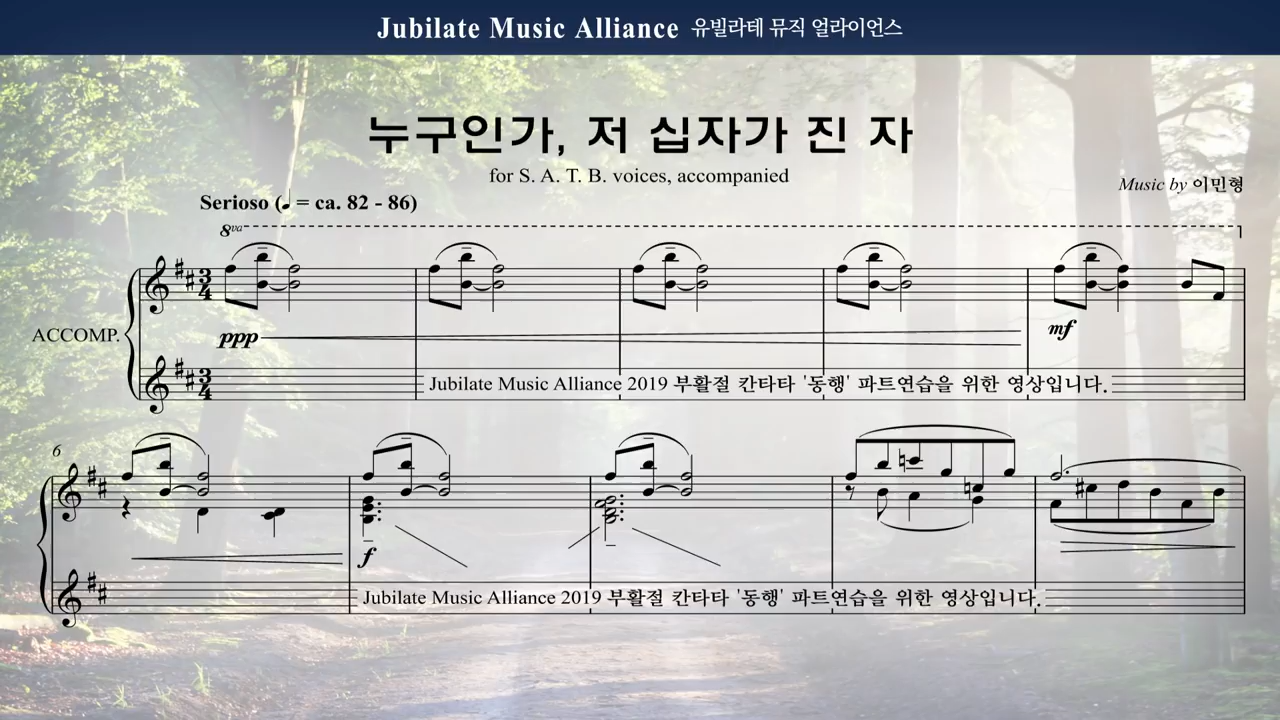 Jubilate Music Alliance 유빌라테 뮤직 얼라이언스
누구인가, 저 십자가 진 자
for S. A. T. B. voices, accompanied
Music by 이민형
Serioso (♩ = ca. 82 - 86)
8va
3 4
ACCOMP.
ppp
mf
3 4
Jubilate Music Alliance 2019 부활절 칸타타 '동행' 파트연습을 위한 영상입니다.
6
f
Jubilate Music Alliance 2019 부활절 칸타타 '동행' 파트연습을 위한 영상입니다.